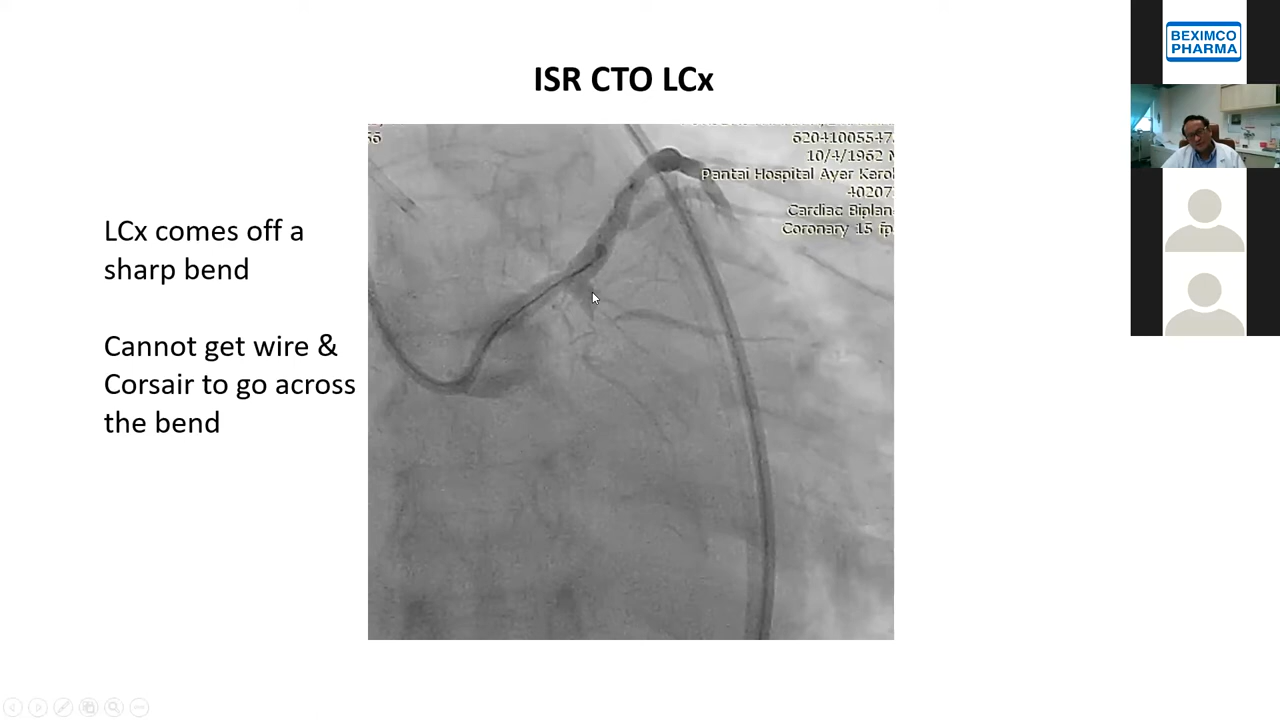 ISR CTO LCx
LCx comes off a
sharp bend
Cannot get wire &
Corsair to go across
the bend
10/4/1962
Pantai Hospital Ayer
Cardiac Biplan
Coronary 15
BEXIMCO
PHARMA